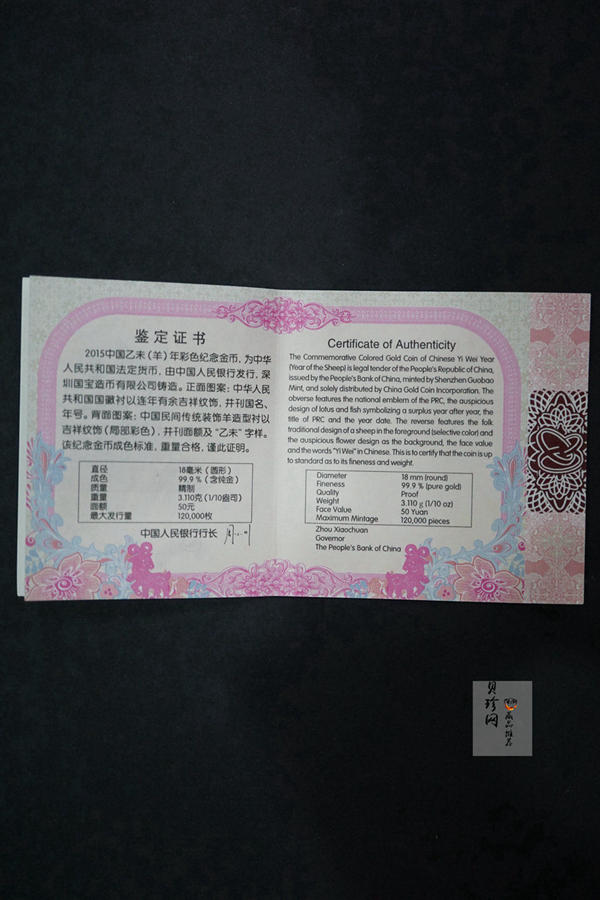 鉴定证书
2015中国乙未（羊）年彩色纪念金币，为中华
人民共和国法定货币，由中国人民银行发行，深
圳国宝造币有限公司铸造。正面图案：中华人民
共和国国徽衬以连年有余吉祥纹饰，并刊国名、
年号。背面图案：中国民间传统装饰羊造型衬以
吉祥纹饰（局部彩色），并刊面额及“乙未”字样。
该纪念金币成色标准，重量合格，谨此证明。
直径 18毫米（圆形）
成色 99.9 %（含纯金）
质量 精制
重量 3.110克（1/10盎司）
面额 50元
最大发行量 120,000枚
中国人民银行行长
Certificate of Authenticity
The Commemorative Colored Gold Coin of Chinese Yi Wei Year
(Year of the Sheep) is legal tender of the People's Republic of China,
issued by the People's Bank of China, minted by Shenzhen Guobao
Mint, and solely distributed by China Gold Coin Incorporation. The
obverse features the national emblem of the PRC, the auspicious
design of lotus and fish symbolizing a surplus year after year, the
title of PRC and the year date. The reverse features the folk
traditional design of a sheep in the foreground (selective color) and
the auspicious flower design as the background, the face value
and the words "Yi Wei" in Chinese. This is to certify that the coin is up
to standard as to its fineness and weight.
Diameter 18 mm (round)
Fineness 99.9 % (pure gold)
Quality Proof
Weight 3.110 g (1/10 oz)
Face Value 50 Yuan
Maximum Mintage 120,000 pieces
Zhou Xiaochuan
Governor
The People's Bank of China
贝珍网
藏品推荐